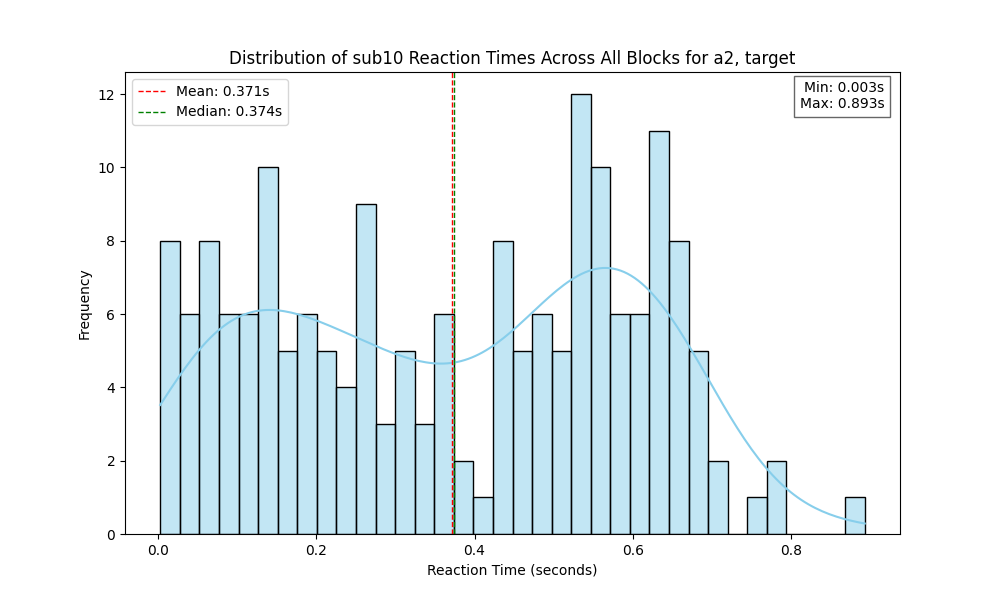 Distribution of sub10 Reaction Times Across All Blocks for a2, target
Mean: 0.371s
Median: 0.374s
Min: 0.003s
Max: 0.893s
Frequency
12
10
8
6
4
2
0
0.0 0.2 0.4 0.6 0.8
Reaction Time (seconds)